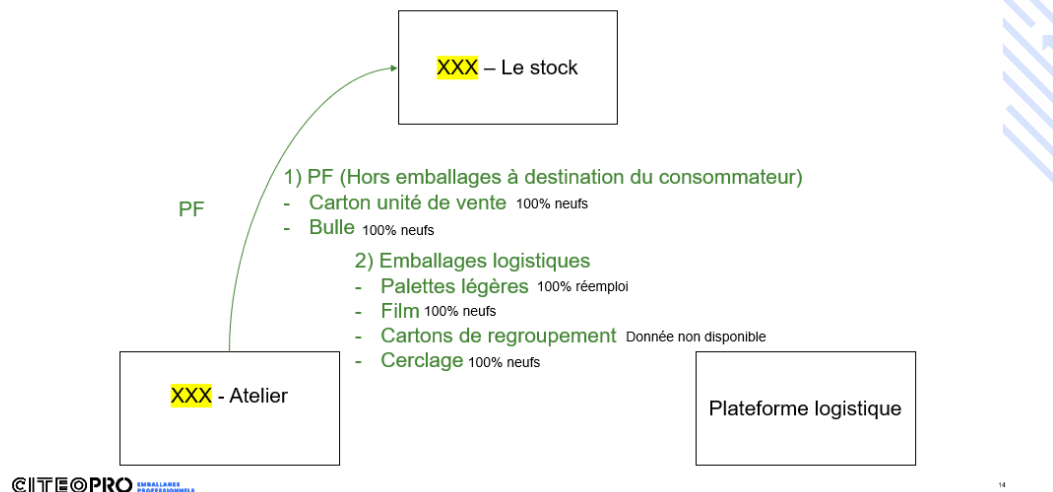 XXX – Le stock
1) PF (Hors emballages à destination du consommateur)
PF
- Carton unité de vente 100% neufs
- Bulle 100% neufs
2) Emballages logistiques
- Palettes légères 100% réemploi
- Film 100% neufs
- Cartons de regroupement Donnée non disponible
- Cerclage 100% neufs
XXX - Atelier
Plateforme logistique
CITEOPRO EMBALLAGES
PROFESSIONNELS
14